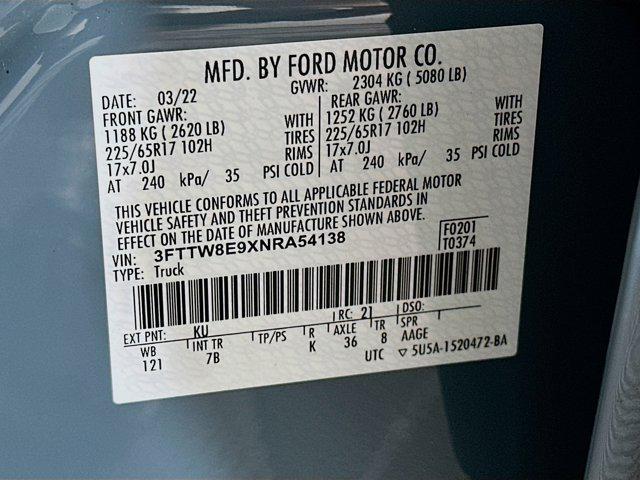 MFD. BY FORD MOTOR CO.
DATE: 03/22 GVWR: 2304 KG (5080 LB)
FRONT GAWR: REAR GAWR:
1188 KG (2620 LB) WITH 1252 KG (2760 LB) WITH
225/65R17 102H TIRES 225/65R17 102H TIRES
17x7.0J RIMS 17x7.0J RIMS
AT 240 kPa/ 35 PSI COLD AT 240 kPa/ 35 PSI COLD
THIS VEHICLE CONFORMS TO ALL APPLICABLE FEDERAL MOTOR
VEHICLE SAFETY AND THEFT PREVENTION STANDARDS IN
EFFECT ON THE DATE OF MANUFACTURE SHOWN ABOVE.
VIN: 3FTTW8E9XNRA54138 F0201
TYPE: Truck T0374
EXT PNT: KU RC: 21 DSO:
WB INT TR TP/PS R AXLE TR SPR
121 7B K 36 8 AAGE
UTC ▽ 5U5A-1520472-BA